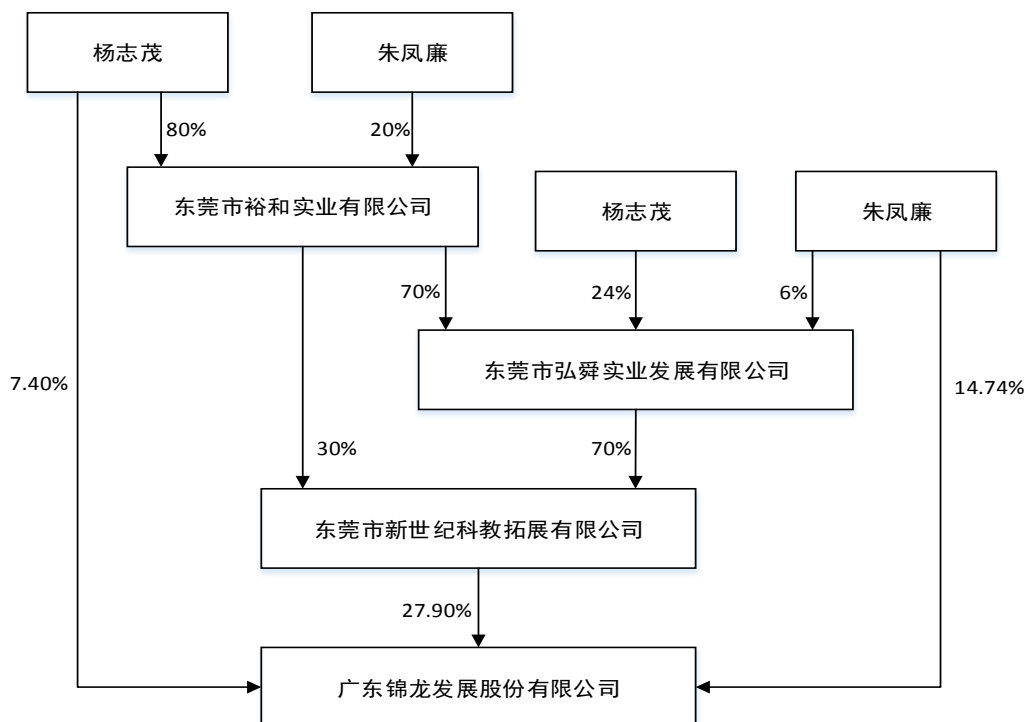 杨志茂
朱凤廉
80%
20%
东莞市裕和实业有限公司
杨志茂
朱凤廉
70%
24%
6%
东莞市弘舜实业发展有限公司
7.40%
14.74%
30%
70%
东莞市新世纪科教拓展有限公司
27.90%
广东锦龙发展股份有限公司